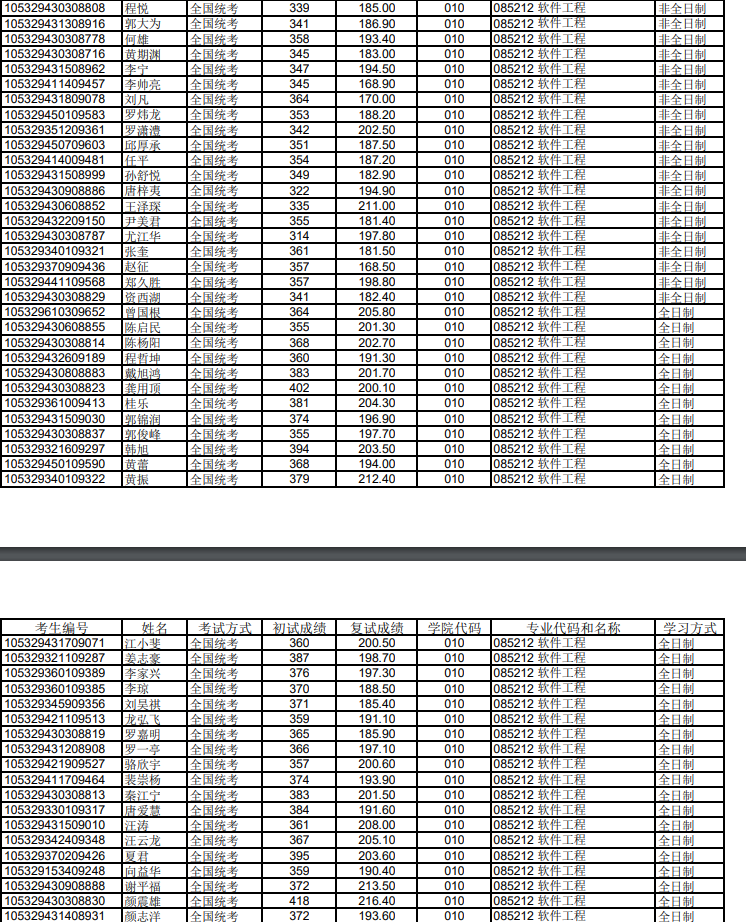 105329430308808 程悦 全国统考 339 185.00 010 085212 软件工程 非全日制
105329431308916 郭大为 全国统考 341 186.90 010 085212 软件工程 非全日制
105329430308778 何雄 全国统考 358 193.40 010 085212 软件工程 非全日制
105329430308716 黄期渊 全国统考 345 183.00 010 085212 软件工程 非全日制
105329431508962 李宁 全国统考 347 194.50 010 085212 软件工程 非全日制
105329411409457 李帅亮 全国统考 345 168.90 010 085212 软件工程 非全日制
105329431809078 刘凡 全国统考 364 170.00 010 085212 软件工程 非全日制
105329450109583 罗炜龙 全国统考 353 188.20 010 085212 软件工程 非全日制
105329351209361 罗潇澧 全国统考 342 202.50 010 085212 软件工程 非全日制
105329450709603 邱厚承 全国统考 351 187.50 010 085212 软件工程 非全日制
105329414009481 任平 全国统考 354 187.20 010 085212 软件工程 非全日制
105329431508999 孙舒悦 全国统考 349 182.90 010 085212 软件工程 非全日制
105329430908886 唐梓夷 全国统考 322 194.90 010 085212 软件工程 非全日制
105329430608852 王泽琛 全国统考 335 211.00 010 085212 软件工程 非全日制
105329432209150 尹美君 全国统考 355 181.40 010 085212 软件工程 非全日制
105329430308787 尤江华 全国统考 314 197.80 010 085212 软件工程 非全日制
105329340109321 张奎 全国统考 361 181.50 010 085212 软件工程 非全日制
105329370909436 赵征 全国统考 357 168.50 010 085212 软件工程 非全日制
105329441109568 郑久胜 全国统考 357 198.80 010 085212 软件工程 非全日制
105329430308829 资西湖 全国统考 341 182.40 010 085212 软件工程 非全日制
105329610309652 曾国根 全国统考 364 205.80 010 085212 软件工程 全日制
105329430608855 陈启民 全国统考 355 201.30 010 085212 软件工程 全日制
105329430308814 陈杨阳 全国统考 368 202.70 010 085212 软件工程 全日制
105329432609189 程哲坤 全国统考 360 191.30 010 085212 软件工程 全日制
105329430808883 戴旭鸿 全国统考 383 201.70 010 085212 软件工程 全日制
105329430308823 龚用顶 全国统考 402 200.10 010 085212 软件工程 全日制
105329361009413 桂乐 全国统考 381 204.30 010 085212 软件工程 全日制
105329431509030 郭锦润 全国统考 374 196.90 010 085212 软件工程 全日制
105329430308837 郭俊峰 全国统考 355 197.70 010 085212 软件工程 全日制
105329321609297 韩旭 全国统考 394 203.50 010 085212 软件工程 全日制
105329450109590 黄蕾 全国统考 368 194.00 010 085212 软件工程 全日制
105329340109322 黄振 全国统考 379 212.40 010 085212 软件工程 全日制
考生编号 姓名 考试方式 初试成绩 复试成绩 学院代码 专业代码和名称 学习方式
105329431709071 江小斐 全国统考 360 200.50 010 085212 软件工程 全日制
105329321109287 姜志豪 全国统考 387 198.70 010 085212 软件工程 全日制
105329360109389 李家兴 全国统考 376 197.30 010 085212 软件工程 全日制
105329360109385 李琼 全国统考 370 188.50 010 085212 软件工程 全日制
105329345909356 刘昊祺 全国统考 371 185.40 010 085212 软件工程 全日制
105329421109513 龙弘飞 全国统考 359 191.10 010 085212 软件工程 全日制
105329430308819 罗嘉明 全国统考 365 185.90 010 085212 软件工程 全日制
105329431208908 罗一亭 全国统考 366 197.10 010 085212 软件工程 全日制
105329421909527 骆欣宇 全国统考 357 200.60 010 085212 软件工程 全日制
105329411709464 裴崇杨 全国统考 374 193.90 010 085212 软件工程 全日制
105329430308813 秦江宁 全国统考 383 201.50 010 085212 软件工程 全日制
105329330109317 唐爱慧 全国统考 384 191.60 010 085212 软件工程 全日制
105329431509010 汪涛 全国统考 361 208.00 010 085212 软件工程 全日制
105329342409348 汪云龙 全国统考 367 205.10 010 085212 软件工程 全日制
105329370209426 夏君 全国统考 395 203.60 010 085212 软件工程 全日制
105329153409248 向益华 全国统考 359 190.40 010 085212 软件工程 全日制
105329430908888 谢平福 全国统考 372 213.50 010 085212 软件工程 全日制
105329430308830 颜震雄 全国统考 418 216.40 010 085212 软件工程 全日制
105329431408931 颜志洋 全国统考 372 193.60 010 085212 软件工程 全日制